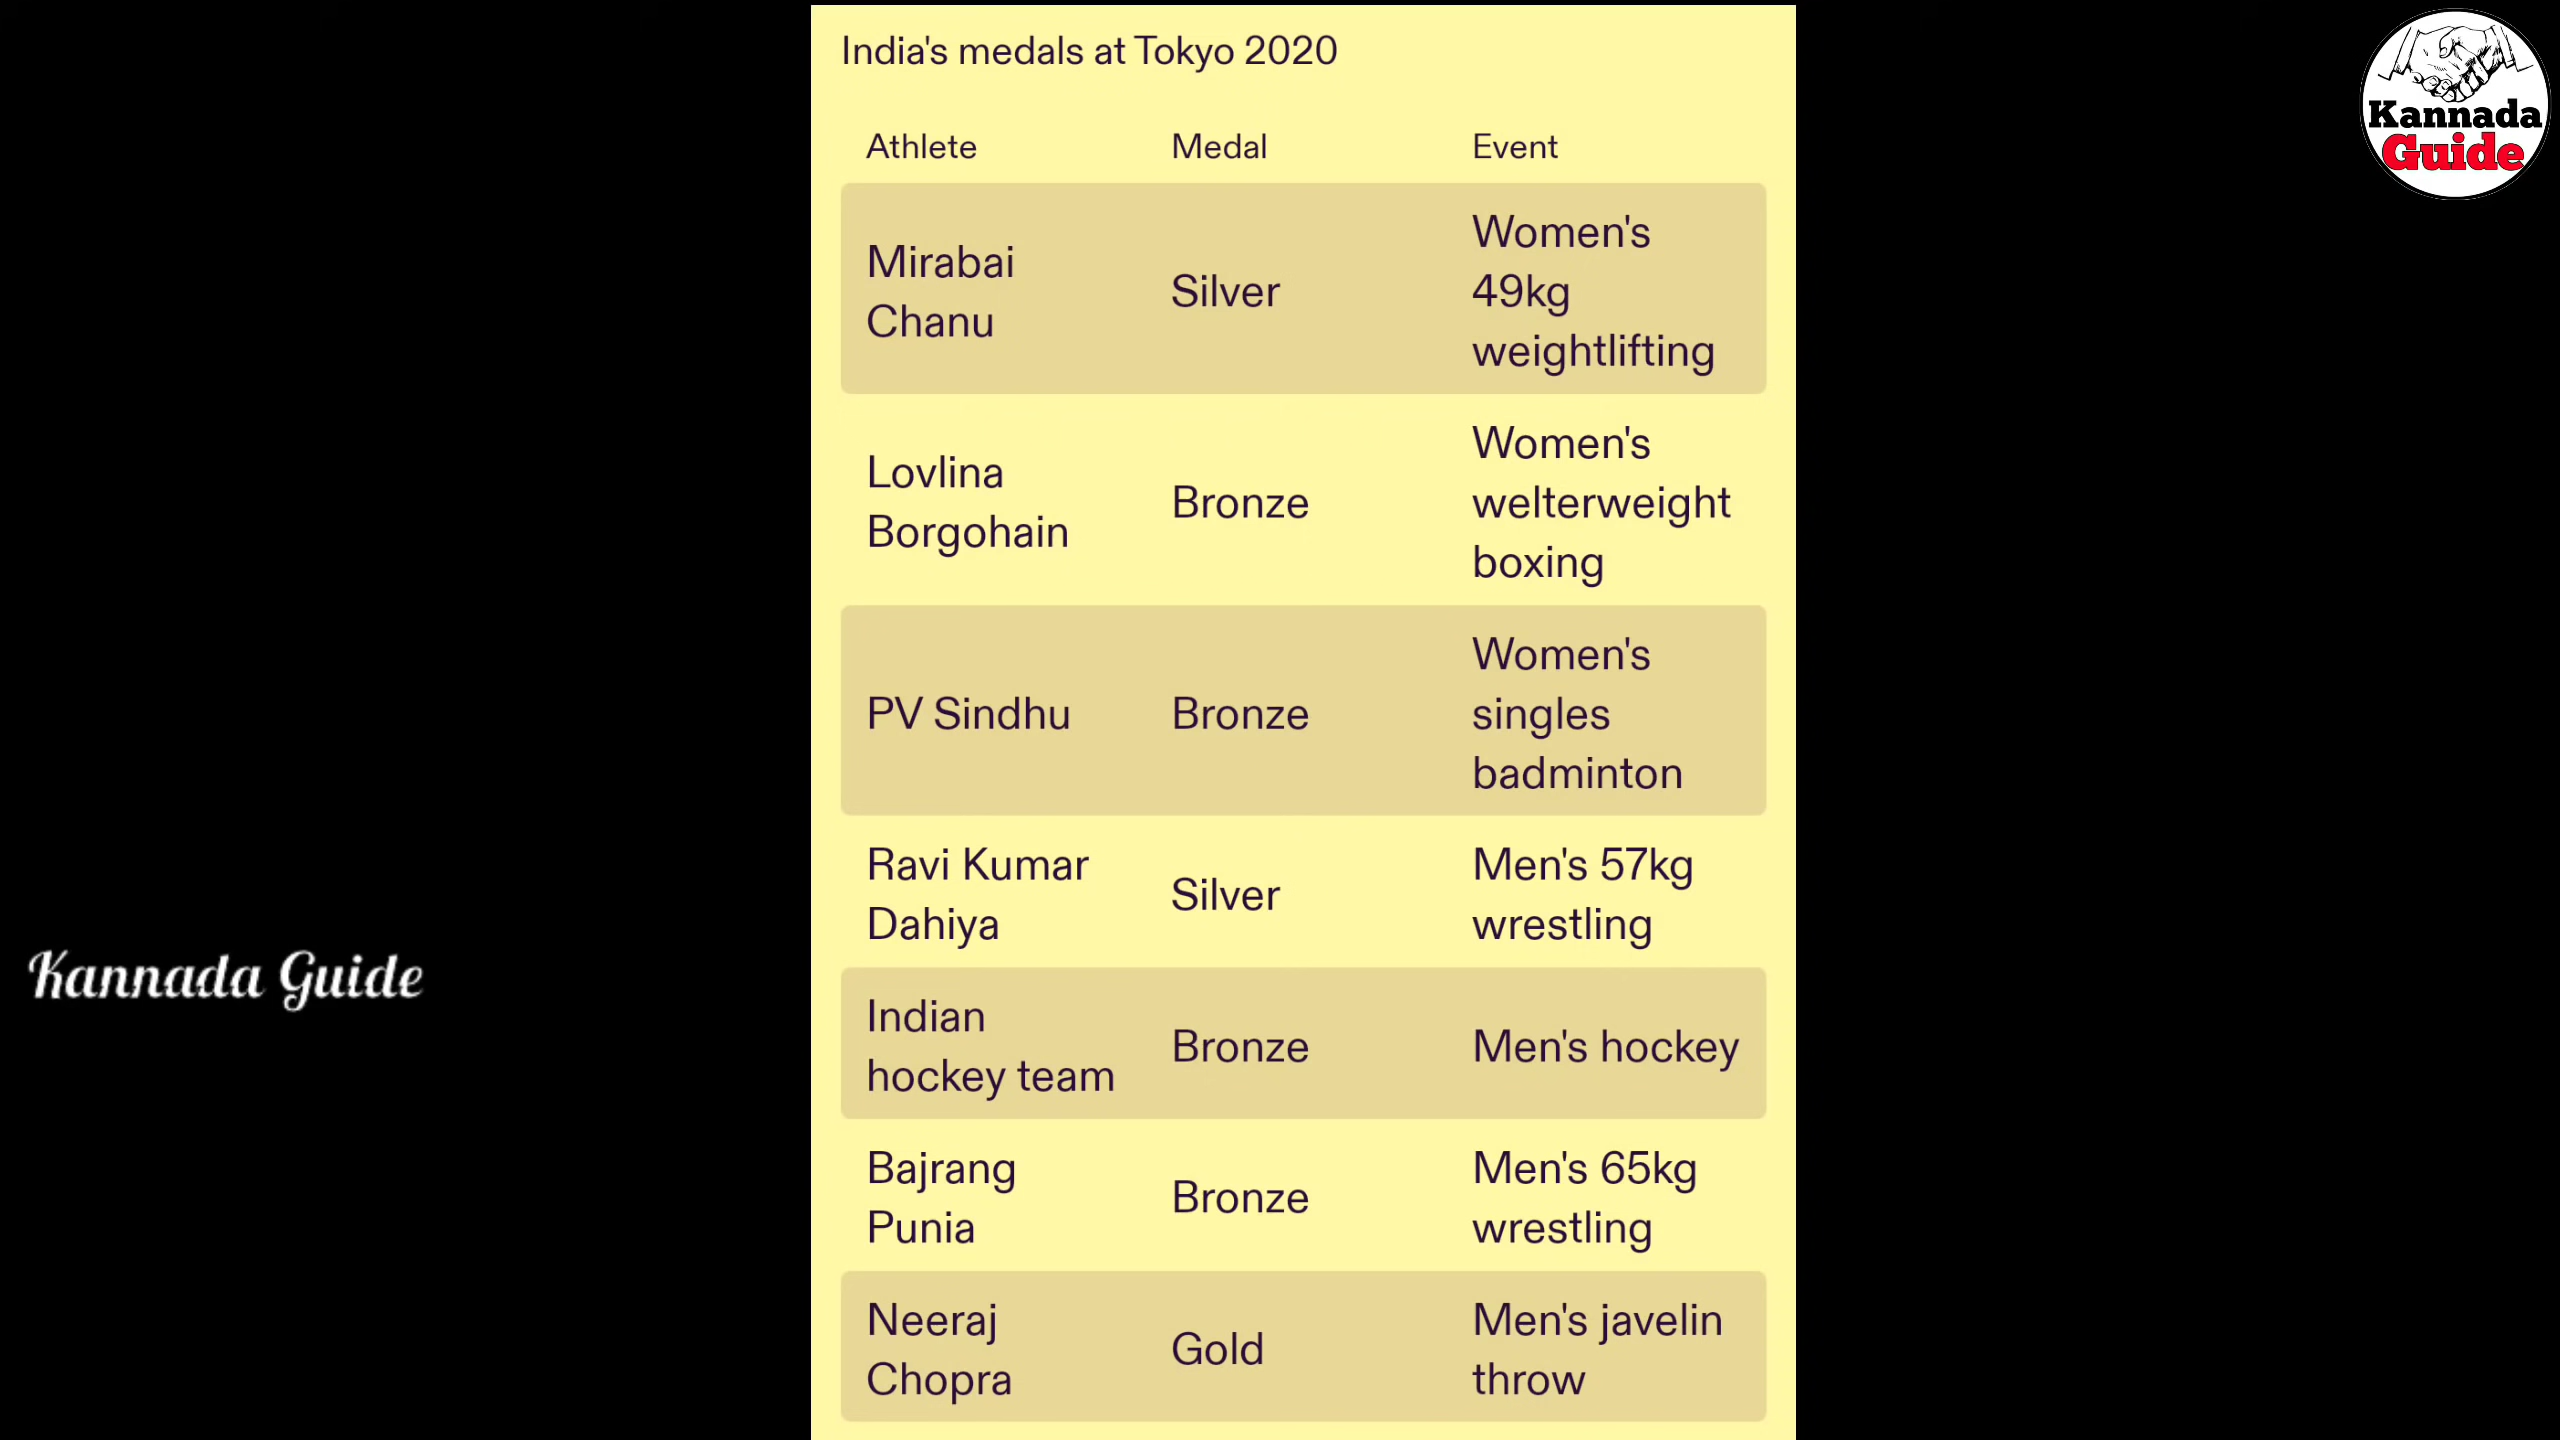 India's medals at Tokyo 2020
Athlete Medal Event
Mirabai
Chanu
Silver
Women's
49kg
weightlifting
Lovlina
Borgohain
Bronze
Women's
welterweight
boxing
PV Sindhu
Bronze
Women's
singles
badminton
Ravi Kumar
Dahiya
Silver
Men's 57kg
wrestling
Indian
hockey team
Bronze
Men's hockey
Bajrang
Punia
Bronze
Men's 65kg
wrestling
Neeraj
Chopra
Gold
Men's javelin
throw
Kannada
Guide
Kannada Guide